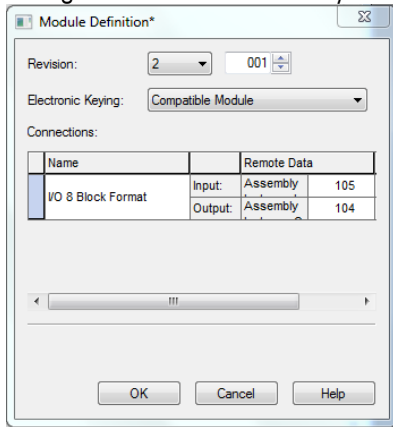 Module Definition*
Revision: 2 001
Electronic Keying: Compatible Module
Connections:
Name Remote Data
I/O 8 Block Format
Input: Assembly 105
Output: Assembly 104
OK Cancel Help